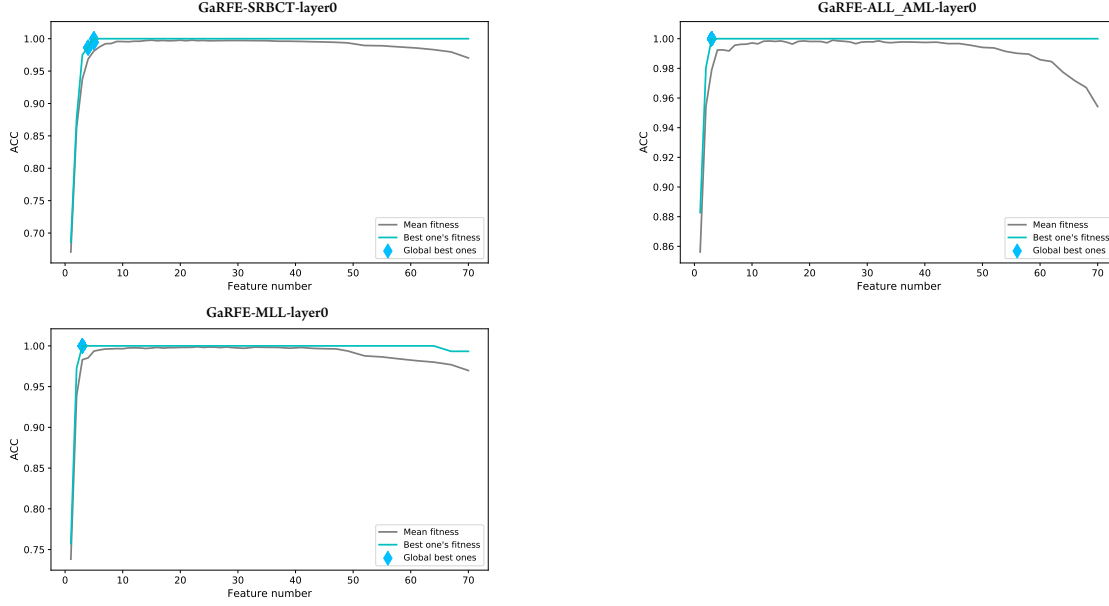 GaRFE-SRBCT-layer0
1.00
0.95
0.90
0.85
0.80
0.75
0.70
ACC
0 10 20 30 40 50 60 70
Feature number
Mean fitness
Best one's fitness
Global best ones
GaRFE-ALL_AML-layer0
1.00
0.98
0.96
0.94
0.92
0.90
0.88
0.86
ACC
0 10 20 30 40 50 60 70
Feature number
Mean fitness
Best one's fitness
Global best ones
GaRFE-MLL-layer0
1.00
0.95
0.90
0.85
0.80
0.75
ACC
0 10 20 30 40 50 60 70
Feature number
Mean fitness
Best one's fitness
Global best ones